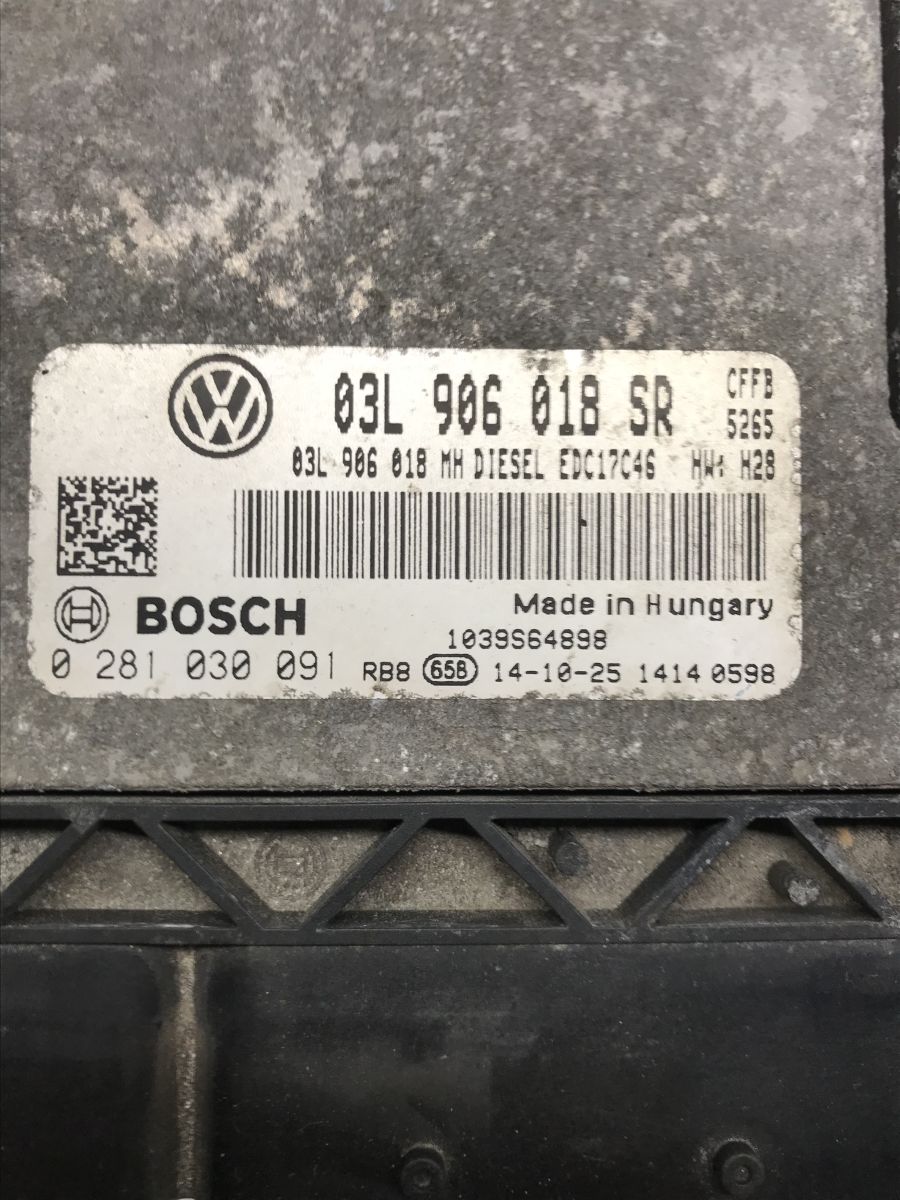 03L 906 018 SR
CFFB
5265
03L 906 018 MH DIESEL EDC17C46 HW: H28
BOSCH
Made in Hungary
1039S64898
0 281 030 091
RB8 658 14-10-25 1414 0598